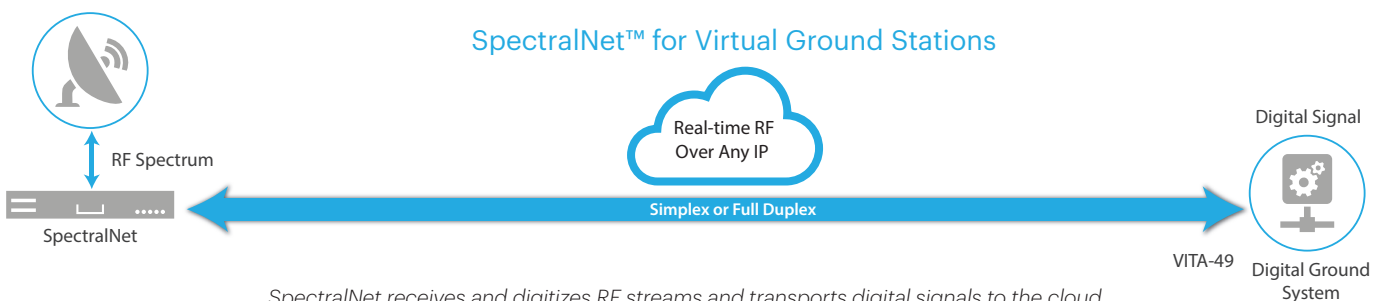 SpectralNet™ for Virtual Ground Stations
Real-time RF
Over Any IP
Digital Signal
RF Spectrum
Simplex or Full Duplex
SpectralNet
VITA-49
Digital Ground
System
SpectralNet receives and digitizes RF streams and transports digital signals to the cloud